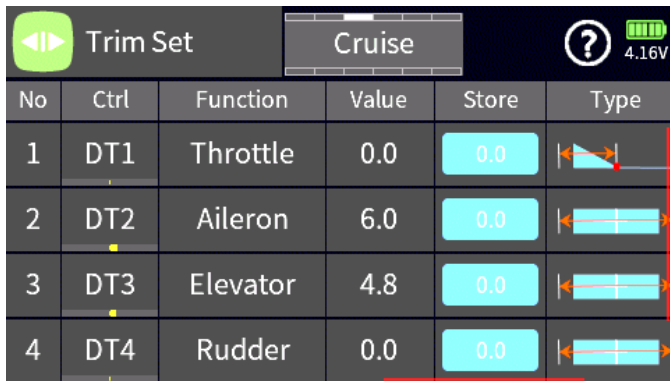 Trim Set Cruise ? 4.16V
No Ctrl Function Value Store Type
1 DT1 Throttle 0.0 0.0
2 DT2 Aileron 6.0 0.0
3 DT3 Elevator 4.8 0.0
4 DT4 Rudder 0.0 0.0